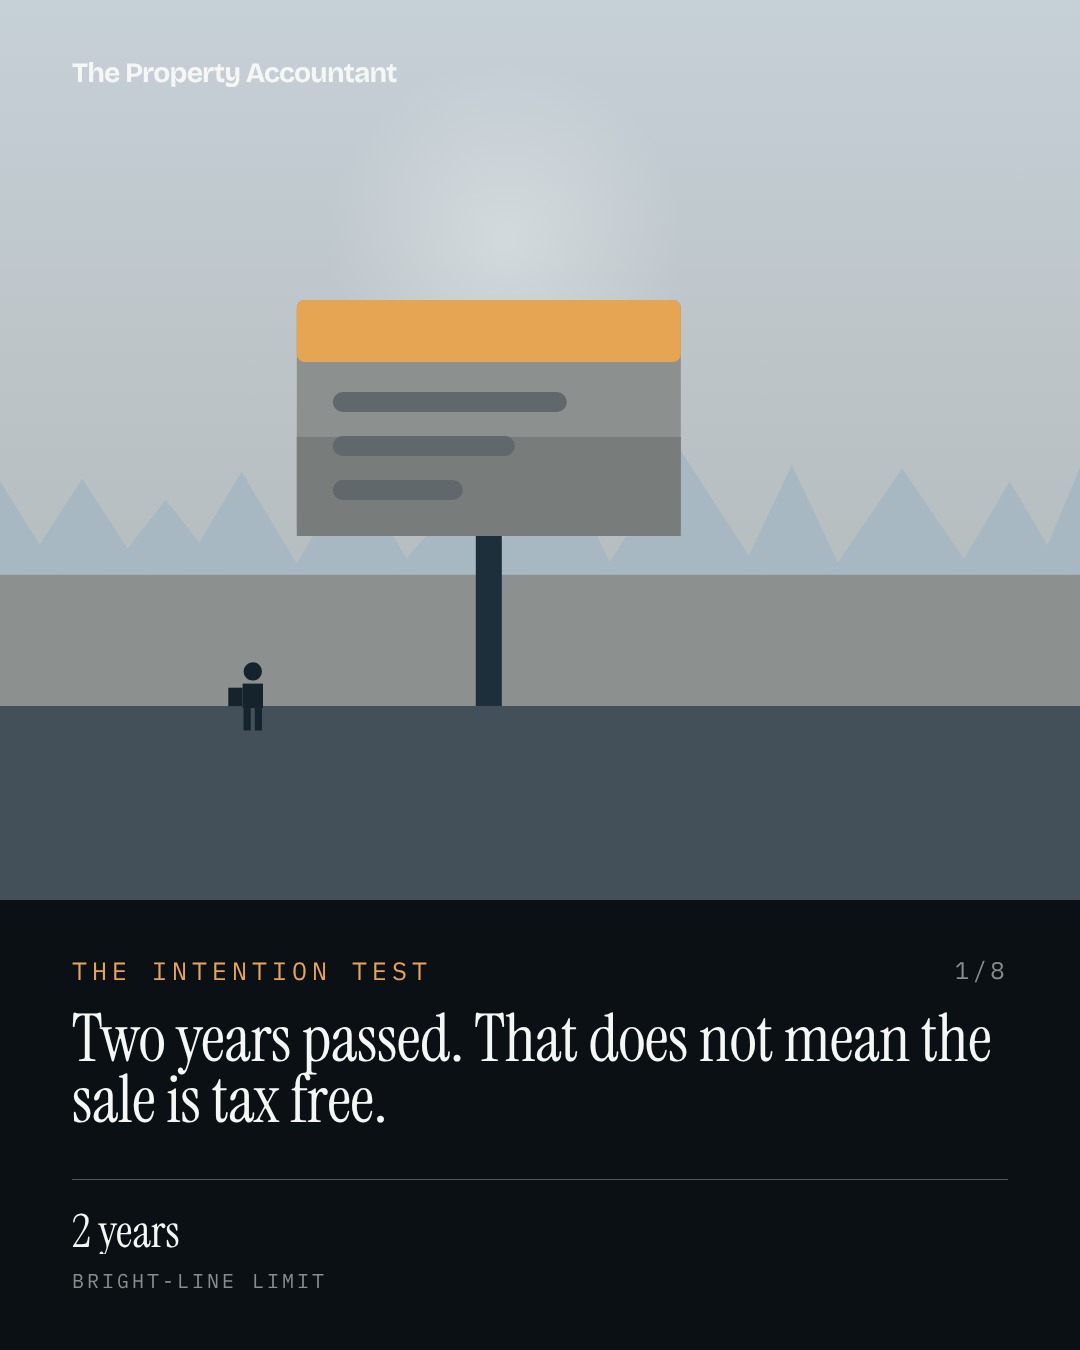 The Property Accountant
THE INTENTION TEST
1/8
Two years passed. That does not mean the
sale is tax free.
2 years
BRIGHT-LINE LIMIT